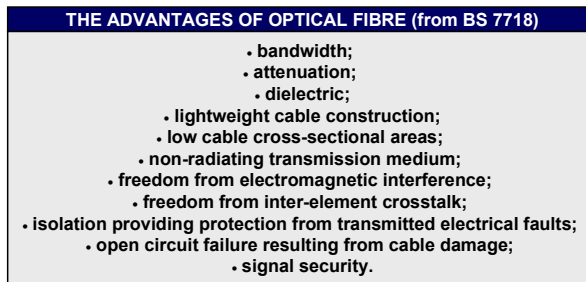 THE ADVANTAGES OF OPTICAL FIBRE (from BS 7718)
• bandwidth;
• attenuation;
• dielectric;
• lightweight cable construction;
• low cable cross-sectional areas;
• non-radiating transmission medium;
• freedom from electromagnetic interference;
• freedom from inter-element crosstalk;
• isolation providing protection from transmitted electrical faults;
• open circuit failure resulting from cable damage;
• signal security.